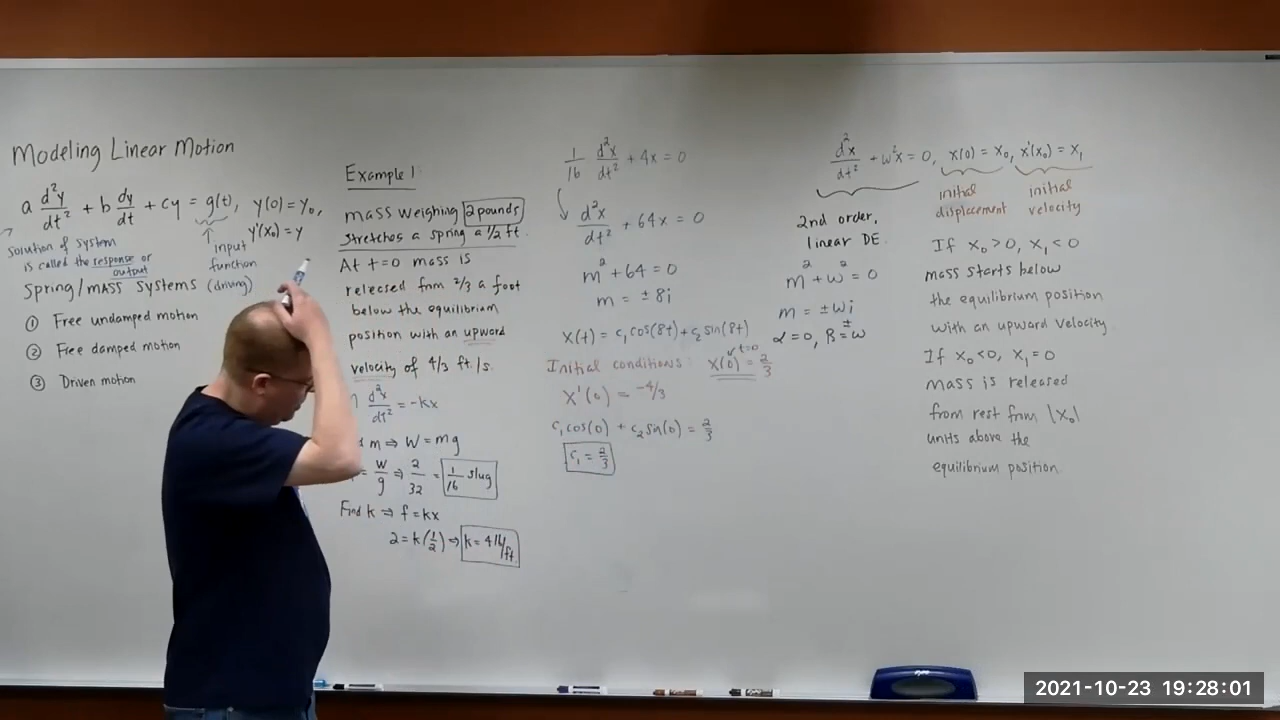 Modeling Linear Motion
a d²y/dt² + b dy/dt + cy = g(t), y(0) = y₀,
y'(x₀) = y
solution of system
is called the response or
output
input
function
(driving)
Spring/mass systems
① Free undamped motion
② Free damped motion
③ Driven motion
Example 1:
mass weighing 2 pounds
stretches a spring a 1/2 ft.
At t=0 mass is
released from 2/3 a foot
below the equilibrium
position with an upward
velocity of 4/3 ft/s.
d²x/dt² = -kx
m ⇒ W = mg
= W/g ⇒ 2/32 = 1/16 slug
Find k ⇒ f = kx
2 = k(1/2) ⇒ k = 4 lb/ft
1/16 d²x/dt² + 4x = 0
d²x/dt² + 64x = 0
m² + 64 = 0
m = ±8i
x(t) = c₁cos(8t) + c₂sin(8t)
t=0
Initial conditions: x(0) = 2/3
x'(0) = -4/3
c₁cos(0) + c₂sin(0) = 2/3
c₁ = 2/3
d²x/dt² + w²x = 0, x(0) = x₀, x'(x₀) = x₁
2nd order,
linear DE
m² + w² = 0
m = ±wi
α = 0, β = ±w
initial
displacement
initial
velocity
If x₀ > 0, x₁ < 0
mass starts below
the equilibrium position
with an upward velocity
If x₀ < 0, x₁ = 0
mass is released
from rest from |x₀|
units above the
equilibrium position
2021-10-23 19:28:01